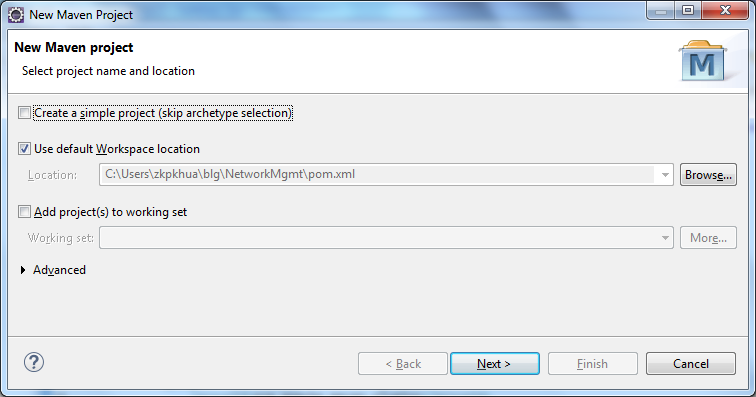 New Maven Project
New Maven project
Select project name and location
M
Create a simple project (skip archetype selection)
Use default Workspace location
Location: C:\Users\zkpkhua\blg\NetworkMgmt\pom.xml Browse...
Add project(s) to working set
Working set: More...
Advanced
? < Back Next > Finish Cancel